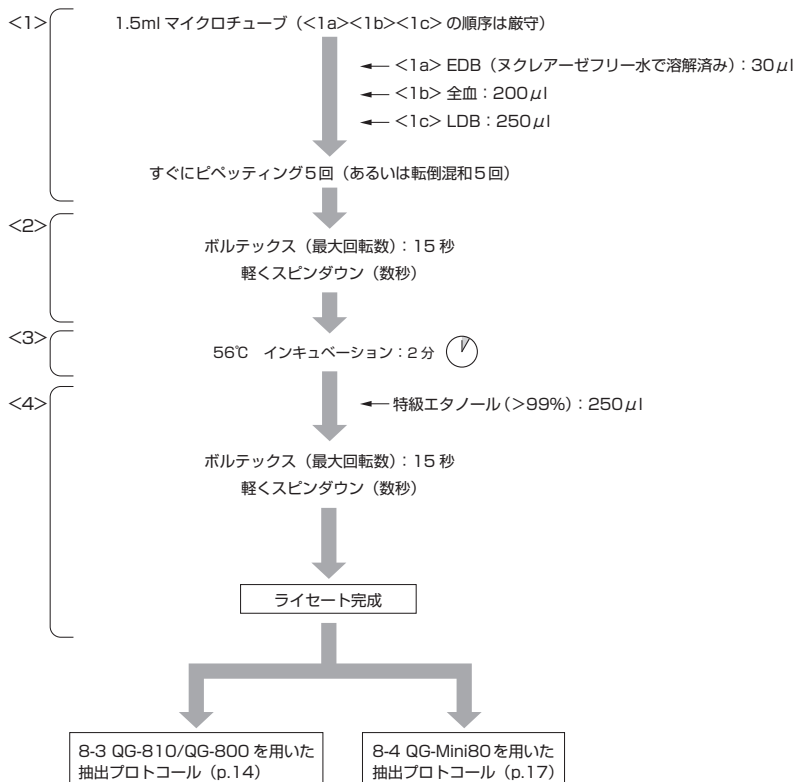 <1>
1.5ml マイクロチューブ（<1a><1b><1c> の順序は厳守）
<1a> EDB（ヌクレアーゼフリー水で溶解済み）：30μl
<1b> 全血：200μl
<1c> LDB：250μl
すぐにピペッティング5回（あるいは転倒混和5回）
<2>
ボルテックス（最大回転数）：15 秒
軽くスピンダウン（数秒）
<3>
56℃　インキュベーション：2 分
<4>
特級エタノール（>99%）：250μl
ボルテックス（最大回転数）：15 秒
軽くスピンダウン（数秒）
ライセート完成
8-3 QG-810/QG-800 を用いた
抽出プロトコール（p.14）
8-4 QG-Mini80を用いた
抽出プロトコール（p.17）